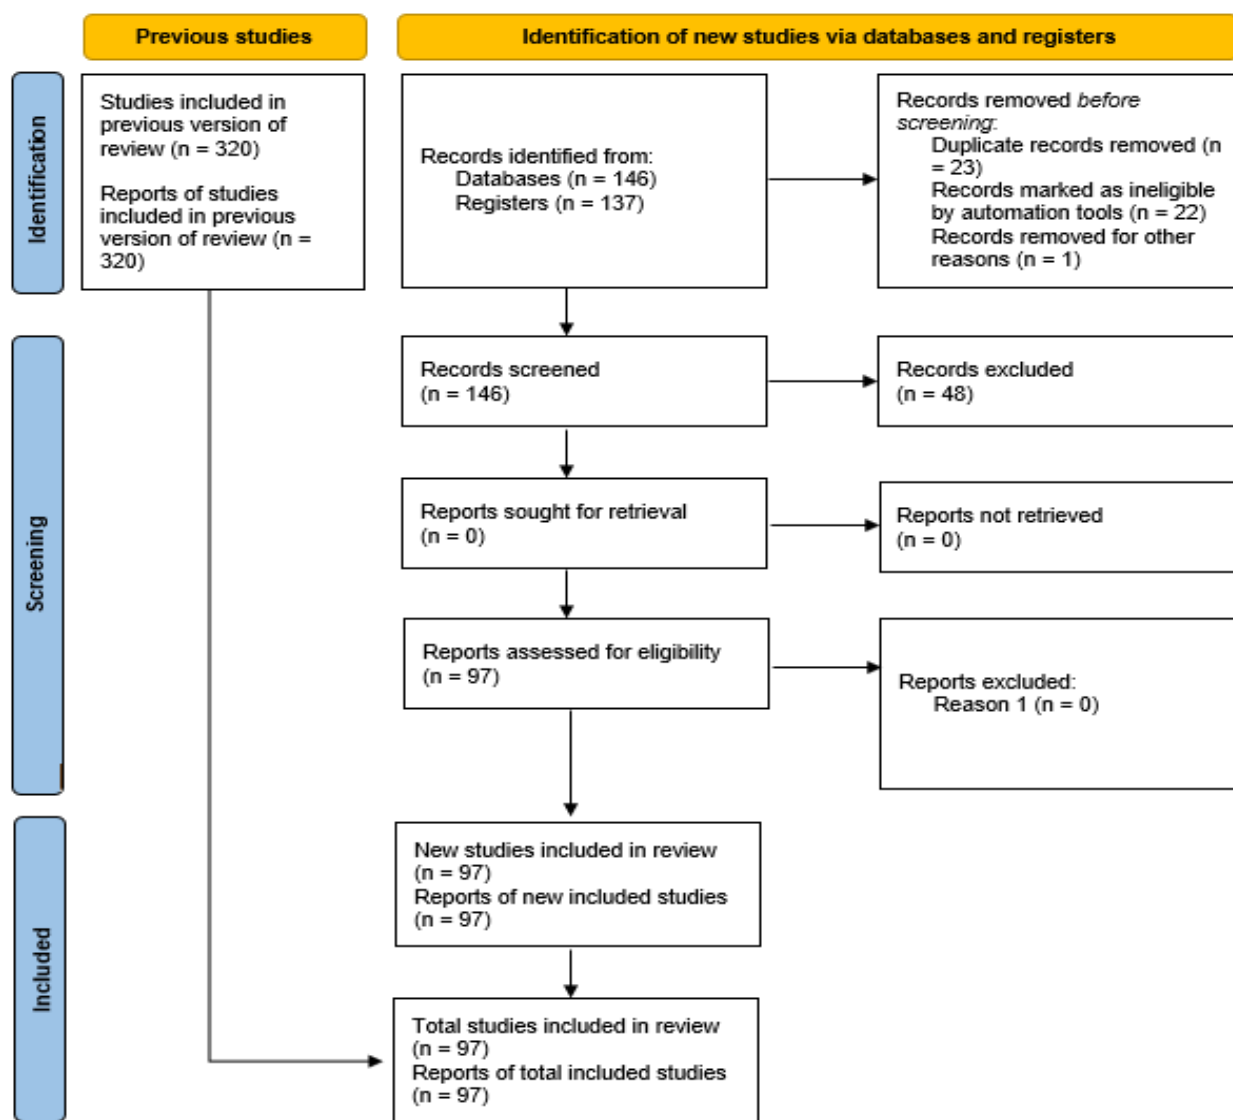 Previous studies
Identification of new studies via databases and registers
Identification
Studies included in
previous version of
review (n = 320)
Reports of studies
included in previous
version of review (n =
320)
Records identified from:
Databases (n = 146)
Registers (n = 137)
Records removed before
screening:
Duplicate records removed (n
= 23)
Records marked as ineligible
by automation tools (n = 22)
Records removed for other
reasons (n = 1)
Screening
Records screened
(n = 146)
Records excluded
(n = 48)
Reports sought for retrieval
(n = 0)
Reports not retrieved
(n = 0)
Reports assessed for eligibility
(n = 97)
Reports excluded:
Reason 1 (n = 0)
Included
New studies included in review
(n = 97)
Reports of new included studies
(n = 97)
Total studies included in review
(n = 97)
Reports of total included studies
(n = 97)